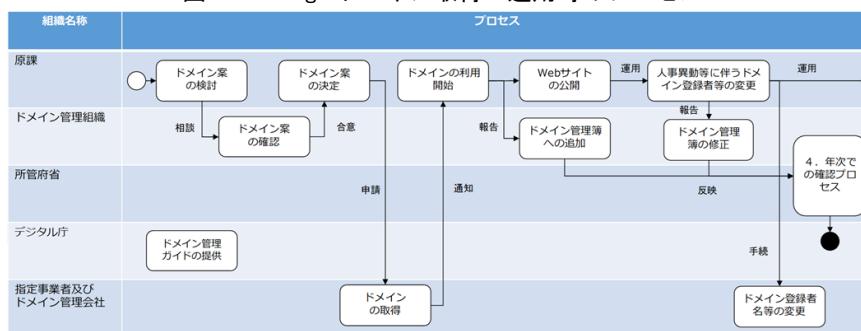 組織名称
プロセス
原課
ドメイン案
の検討
ドメイン案
の決定
ドメインの利用
開始
Webサイト
の公開
運用
人事異動等に伴うドメ
イン登録者等の変更
運用
ドメイン管理組織
相談
ドメイン案
の確認
合意
報告
ドメイン管理簿
への追加
報告
ドメイン管理
簿の修正
4．年次で
の確認プロ
セス
所管府省
申請
通知
反映
デジタル庁
ドメイン管理
ガイドの提供
手続
指定事業者及び
ドメイン管理会社
ドメイン
の取得
ドメイン登録者
名等の変更